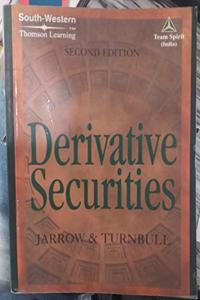 South-Western
Thomson Learning
Team Spirit
(India)
SECOND EDITION
Derivative
Securities
JARROW & TURNBULL